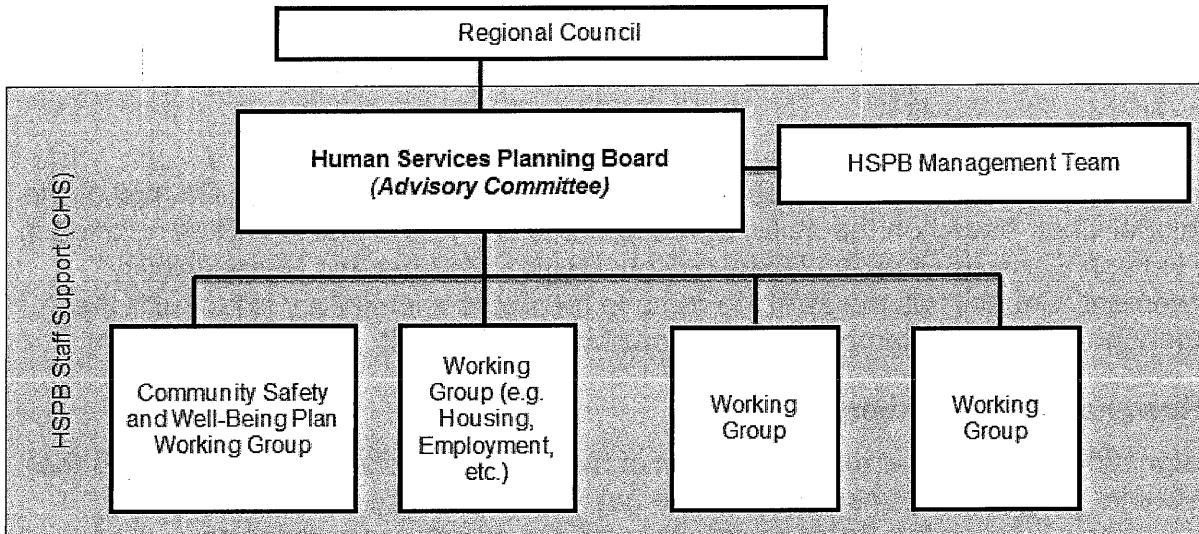 Regional Council
HSPB Staff Support (CHS)
Human Services Planning Board
(Advisory Committee)
HSPB Management Team
Community Safety
and Well-Being Plan
Working Group
Working
Group (e.g.
Housing,
Employment,
etc.)
Working
Group
Working
Group